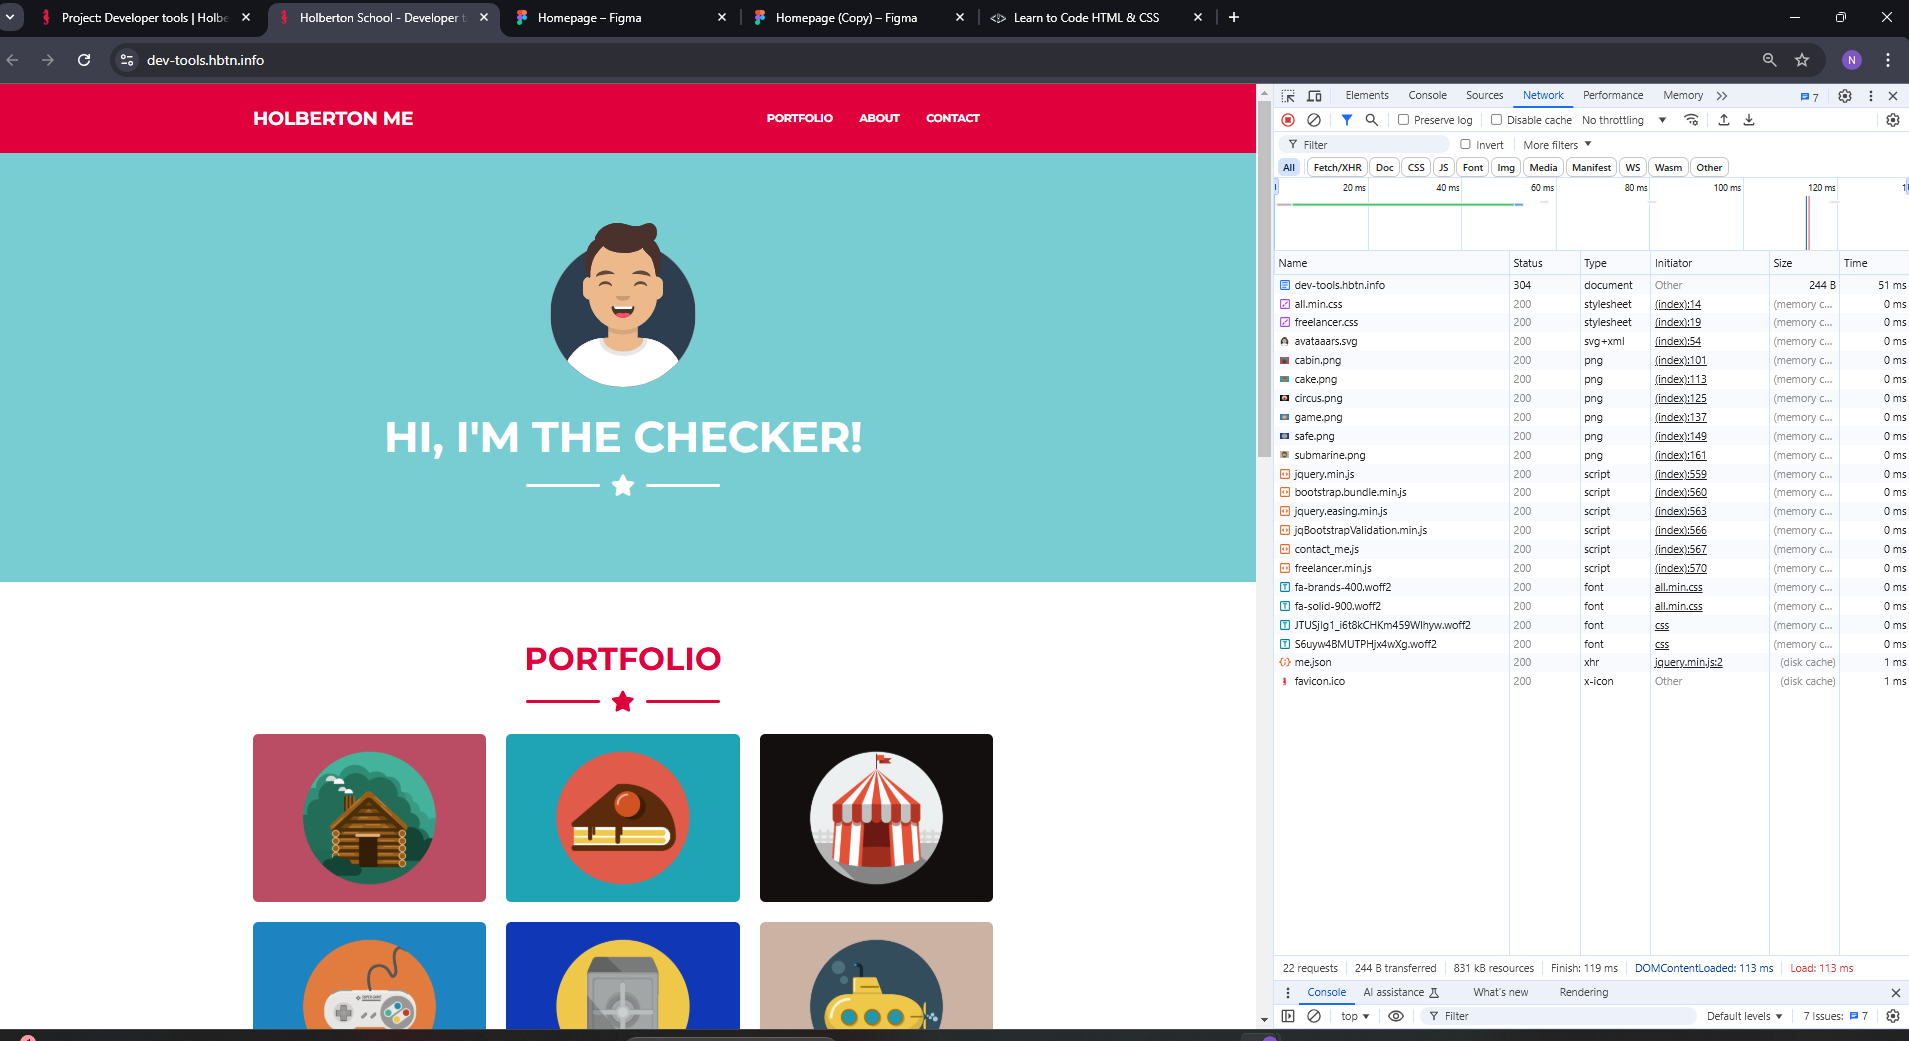 Project: Developer tools | Holbe
Holberton School - Developer t
Homepage – Figma
Homepage (Copy) – Figma
Learn to Code HTML & CSS
dev-tools.hbtn.info
N
HOLBERTON ME
PORTFOLIO ABOUT CONTACT
HI, I'M THE CHECKER!
PORTFOLIO
Elements Console Sources Network Performance Memory 7
Preserve log Disable cache No throttling
Filter Invert More filters
All Fetch/XHR Doc CSS JS Font Img Media Manifest WS Wasm Other
20 ms 40 ms 60 ms 80 ms 100 ms 120 ms
Name Status Type Initiator Size Time
dev-tools.hbtn.info 304 document Other 244 B 51 ms
all.min.css 200 stylesheet (index):14 (memory c... 0 ms
freelancer.css 200 stylesheet (index):19 (memory c... 0 ms
avataaars.svg 200 svg+xml (index):54 (memory c... 0 ms
cabin.png 200 png (index):101 (memory c... 0 ms
cake.png 200 png (index):113 (memory c... 0 ms
circus.png 200 png (index):125 (memory c... 0 ms
game.png 200 png (index):137 (memory c... 0 ms
safe.png 200 png (index):149 (memory c... 0 ms
submarine.png 200 png (index):161 (memory c... 0 ms
jquery.min.js 200 script (index):559 (memory c... 0 ms
bootstrap.bundle.min.js 200 script (index):560 (memory c... 0 ms
jquery.easing.min.js 200 script (index):563 (memory c... 0 ms
jqBootstrapValidation.min.js 200 script (index):566 (memory c... 0 ms
contact_me.js 200 script (index):567 (memory c... 0 ms
freelancer.min.js 200 script (index):570 (memory c... 0 ms
fa-brands-400.woff2 200 font all.min.css (memory c... 0 ms
fa-solid-900.woff2 200 font all.min.css (memory c... 0 ms
JTUSjIg1_i6t8kCHKm459Wlhyw.woff2 200 font css (memory c... 0 ms
S6uyw4BMUTPHjx4wXg.woff2 200 font css (memory c... 0 ms
me.json 200 xhr jquery.min.js:2 (disk cache) 1 ms
favicon.ico 200 x-icon Other (disk cache) 1 ms
22 requests 244 B transferred 831 kB resources Finish: 119 ms DOMContentLoaded: 113 ms Load: 113 ms
Console AI assistance What's new Rendering
top Filter Default levels 7 Issues: 7